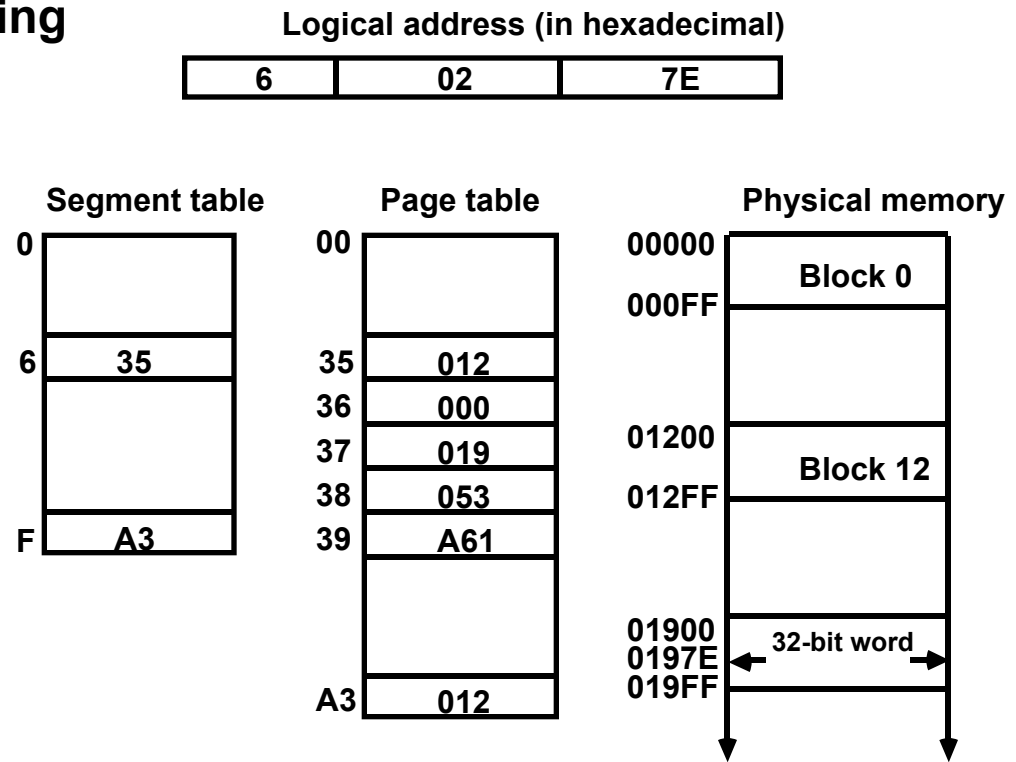 ing
Logical address (in hexadecimal)
6 02 7E
Segment table Page table Physical memory
0 00 00000
Block 0
000FF
6 35 35 012
36 000
37 019 01200
Block 12
38 053 012FF
F A3 39 A61
01900
32-bit word
0197E
019FF
A3 012